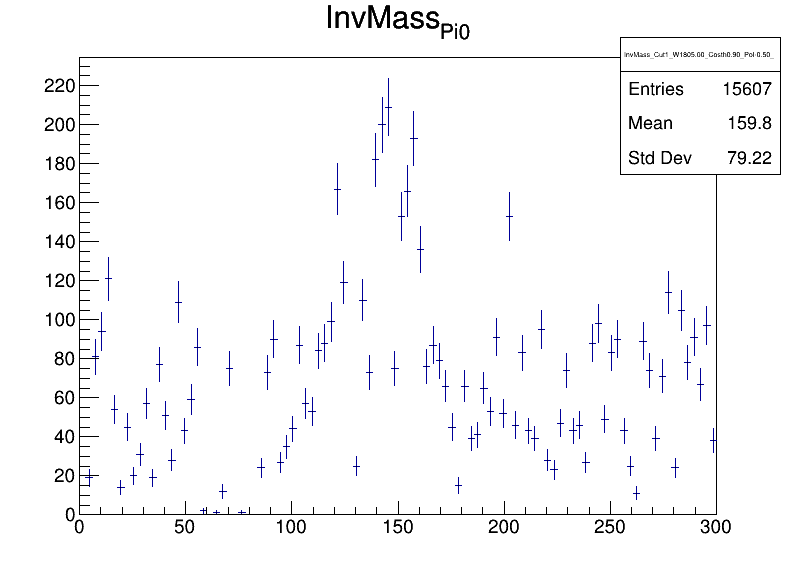 InvMass_Pi0
InvMass_Cut1_W1805.00_Costh0.90_Pol-0.50_
Entries 15607
Mean 159.8
Std Dev 79.22
220
200
180
160
140
120
100
80
60
40
20
0
0 50 100 150 200 250 300